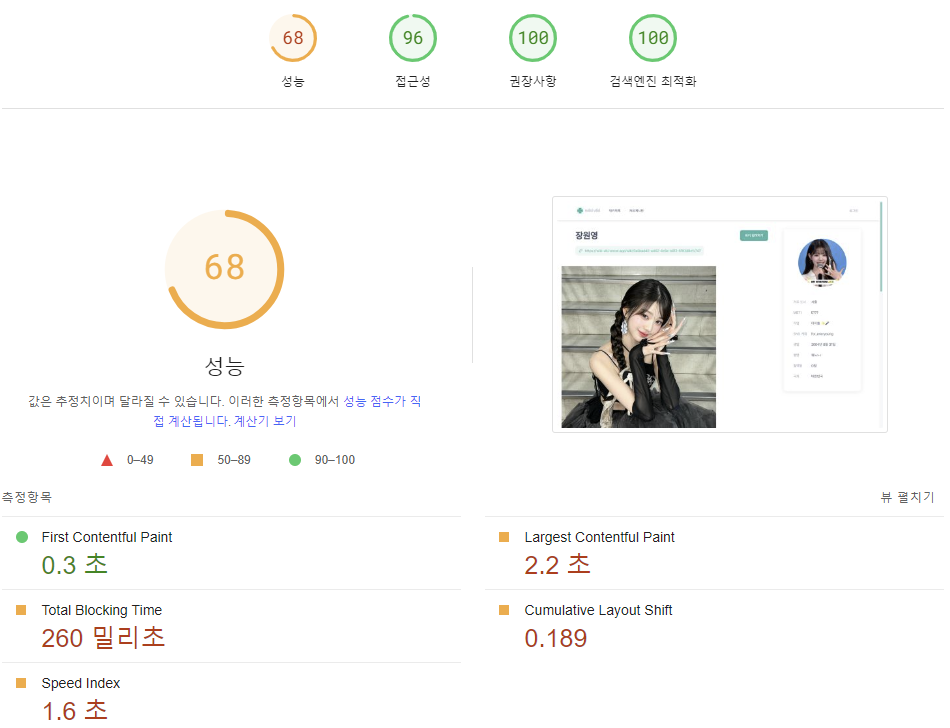 68
96
100
100
성능
접근성
권장사항
검색엔진 최적화
68
성능
값은 추정치이며 달라질 수 있습니다. 이러한 측정항목에서 성능 점수가 직
접 계산됩니다. 계산기 보기
0–49
50–89
90–100
장원영
측정항목
뷰 펼치기
First Contentful Paint
0.3 초
Largest Contentful Paint
2.2 초
Total Blocking Time
260 밀리초
Cumulative Layout Shift
0.189
Speed Index
1.6 초